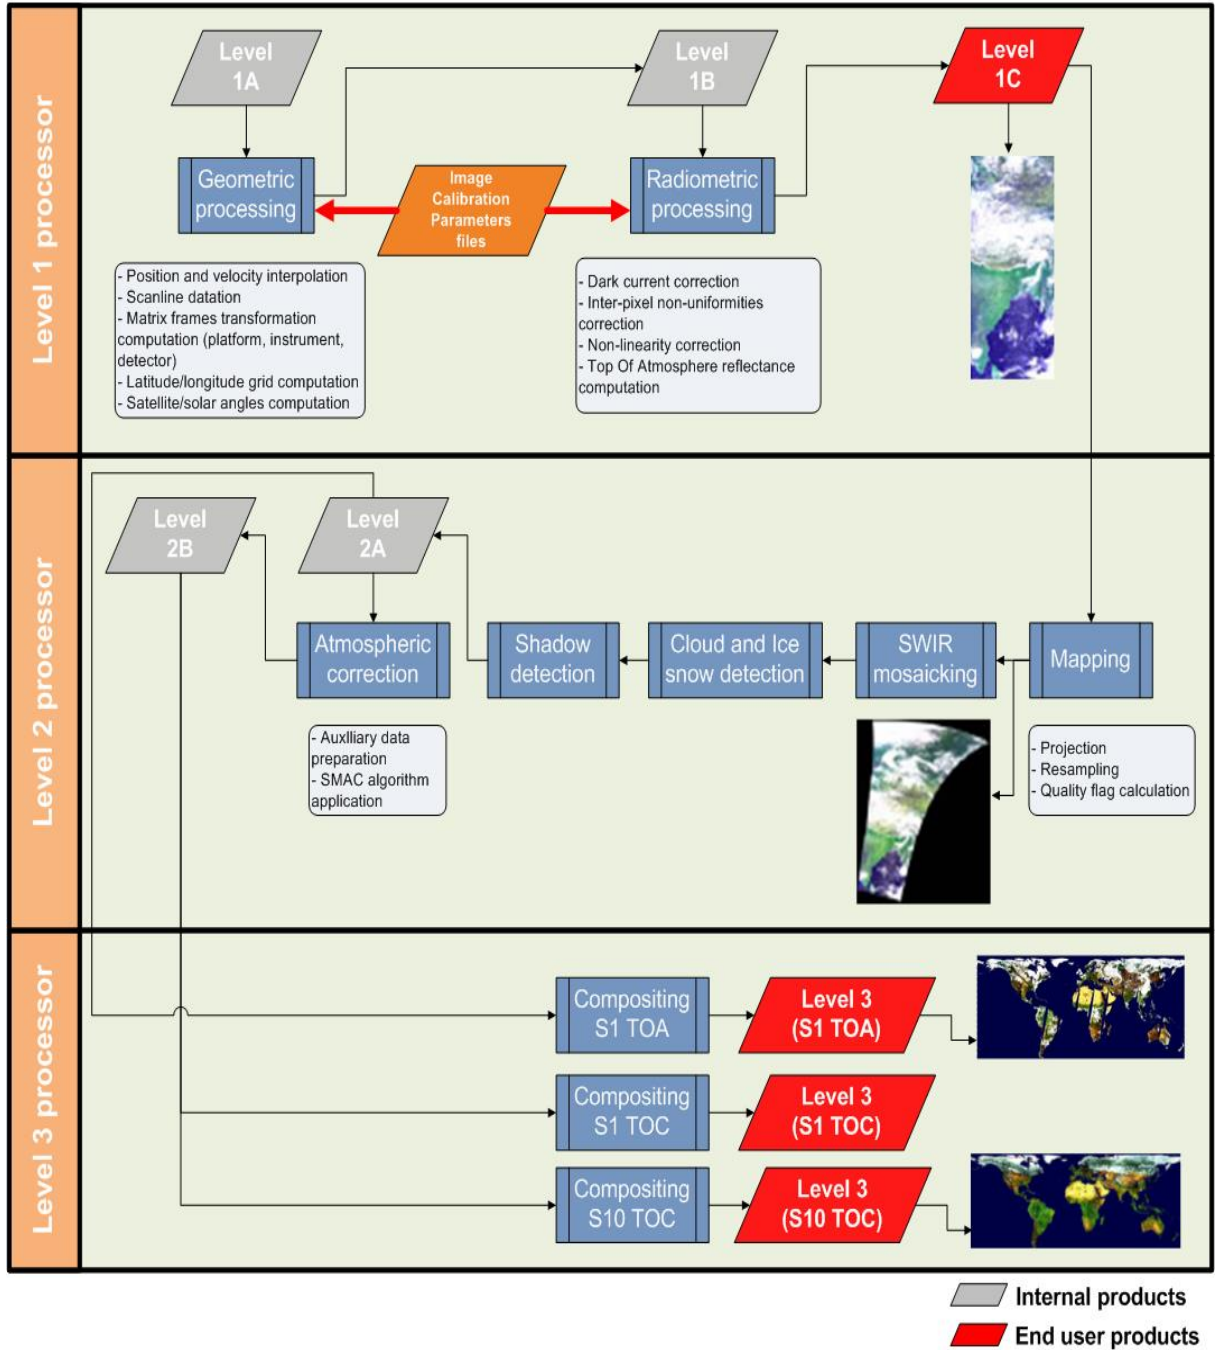 Level 1 processor
Level
1A
Level
1B
Level
1C
Geometric
processing
Image
Calibration
Parameters
files
Radiometric
processing
- Position and velocity interpolation
- Scanline datation
- Matrix frames transformation
computation (platform, instrument,
detector)
- Latitude/longitude grid computation
- Satellite/solar angles computation
- Dark current correction
- Inter-pixel non-uniformities
correction
- Non-linearity correction
- Top Of Atmosphere reflectance
computation
Level 2 processor
Level
2B
Level
2A
Atmospheric
correction
Shadow
detection
Cloud and Ice
snow detection
SWIR
mosaicking
Mapping
- Auxlliary data
preparation
- SMAC algorithm
application
- Projection
- Resampling
- Quality flag calculation
Level 3 processor
Compositing
S1 TOA
Level 3
(S1 TOA)
Compositing
S1 TOC
Level 3
(S1 TOC)
Compositing
S10 TOC
Level 3
(S10 TOC)
Internal products
End user products